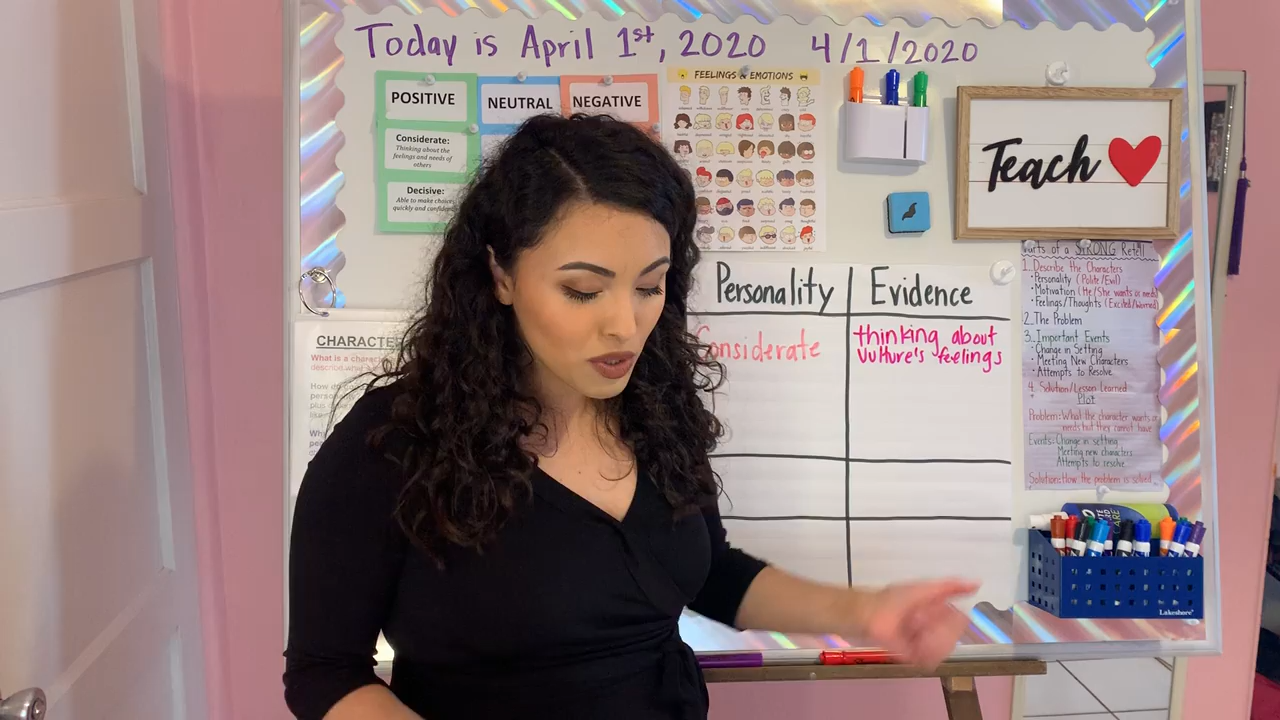 Today is April 1st, 2020 4/1/2020
POSITIVE
NEUTRAL
NEGATIVE
Considerate:
Thinking about the
feelings and needs of
others
Decisive:
Able to make choices
quickly and
FEELINGS & EMOTIONS
Teach
Personality
Evidence
Considerate
thinking about
Vulture's feelings
CHARACTE
What is a
of a STRONG Retell
1. Describe the Characters
• Personality (Polite/Evil)
• Motivation (He/She wants or needs)
• Feelings/Thoughts (Excited/Worried)
2. The Problem
3. Important Events
• Change in Setting
• Meeting New Characters
• Attempts to Resolve
4. Solution/Lesson Learned
Plot
Problem: What the character wants or
needs but they cannot have
Events: Change in setting
Meeting new characters
Attempts to resolve
Solution: How the problem is solved
CARE
Lakeshore